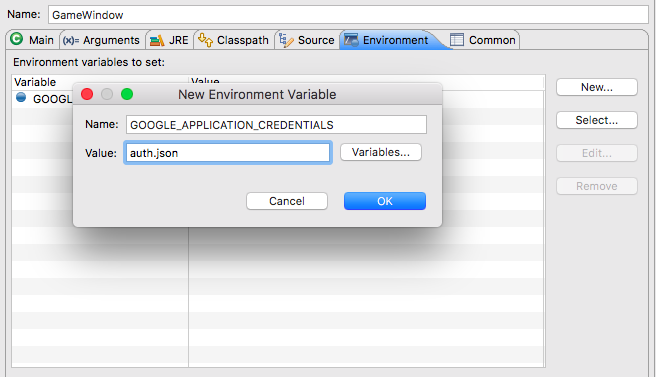 Name: GameWindow
Main (x)= Arguments JRE Classpath Source Environment Common
Environment variables to set:
Variable Value
GOOGL
New...
Select...
Edit...
Remove
New Environment Variable
Name: GOOGLE_APPLICATION_CREDENTIALS
Value: auth.json Variables...
Cancel OK